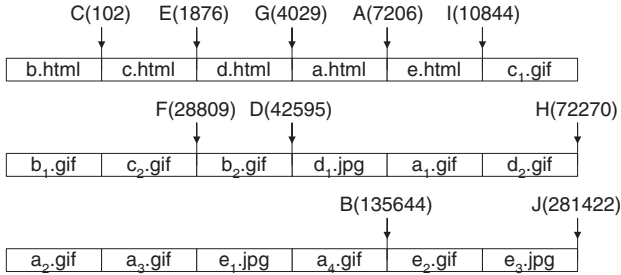 C(102) E(1876) G(4029) A(7206) I(10844)
b.html c.html d.html a.html e.html c₁.gif
F(28809) D(42595) H(72270)
b₁.gif c₂.gif b₂.gif d₁.jpg a₁.gif d₂.gif
B(135644) J(281422)
a₂.gif a₃.gif e₁.jpg a₄.gif e₂.gif e₃.jpg